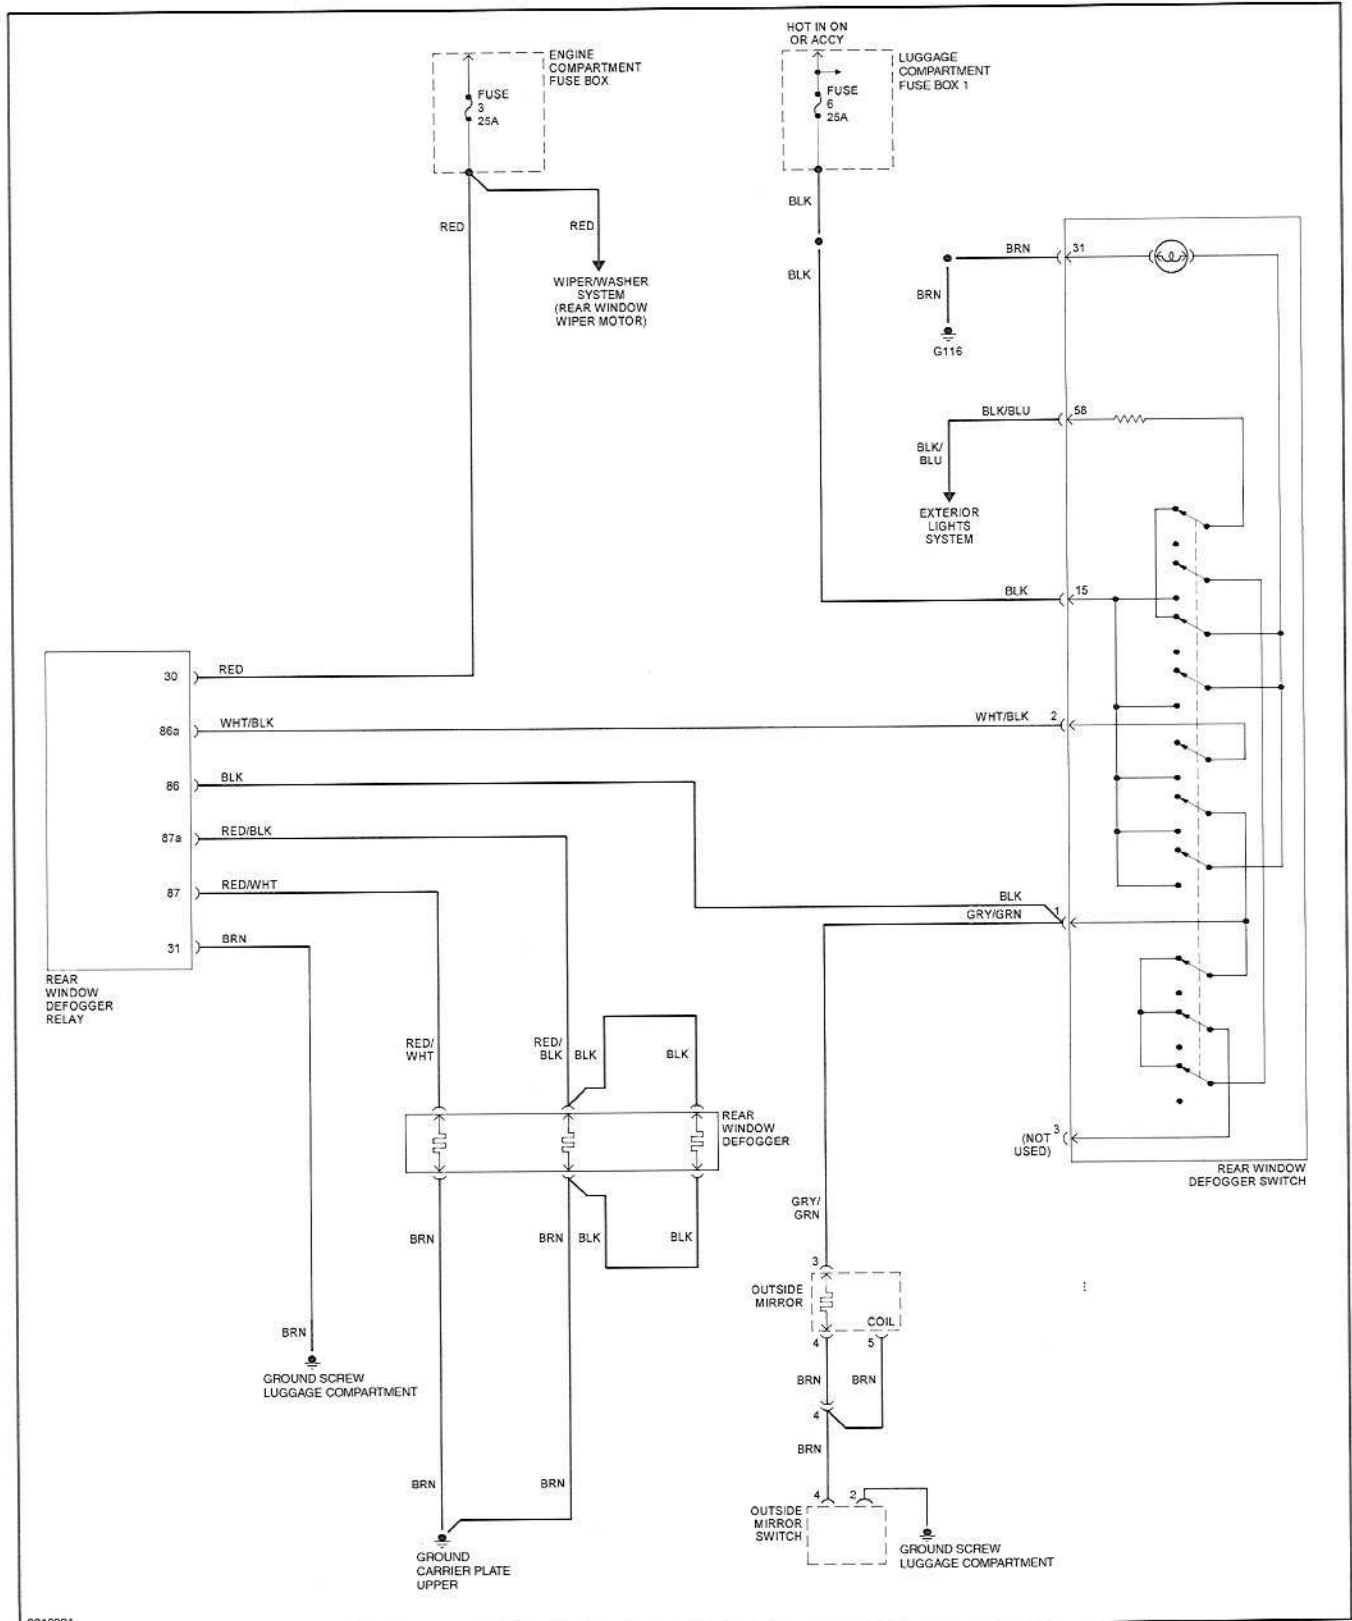 HOT IN ON
OR ACCY
ENGINE
COMPARTMENT
FUSE BOX
FUSE
3
25A
LUGGAGE
COMPARTMENT
FUSE BOX 1
FUSE
6
25A
BLK
RED
RED
BLK
WIPER/WASHER
SYSTEM
(REAR WINDOW
WIPER MOTOR)
BRN
31
BRN
G116
BLK/BLU
58
BLK/
BLU
EXTERIOR
LIGHTS
SYSTEM
BLK
15
30
RED
86a
WHT/BLK
WHT/BLK
2
86
BLK
87a
RED/BLK
87
RED/WHT
BLK
1
GRY/GRN
31
BRN
REAR
WINDOW
DEFOGGER
RELAY
RED/
WHT
RED/
BLK
BLK
BLK
REAR
WINDOW
DEFOGGER
(NOT
USED)
3
REAR WINDOW
DEFOGGER SWITCH
GRY/
GRN
BRN
BRN
BLK
BLK
3
OUTSIDE
MIRROR
COIL
4
5
BRN
GROUND SCREW
LUGGAGE COMPARTMENT
BRN
BRN
4
BRN
BRN
BRN
4
2
OUTSIDE
MIRROR
SWITCH
GROUND SCREW
LUGGAGE COMPARTMENT
GROUND
CARRIER PLATE
UPPER